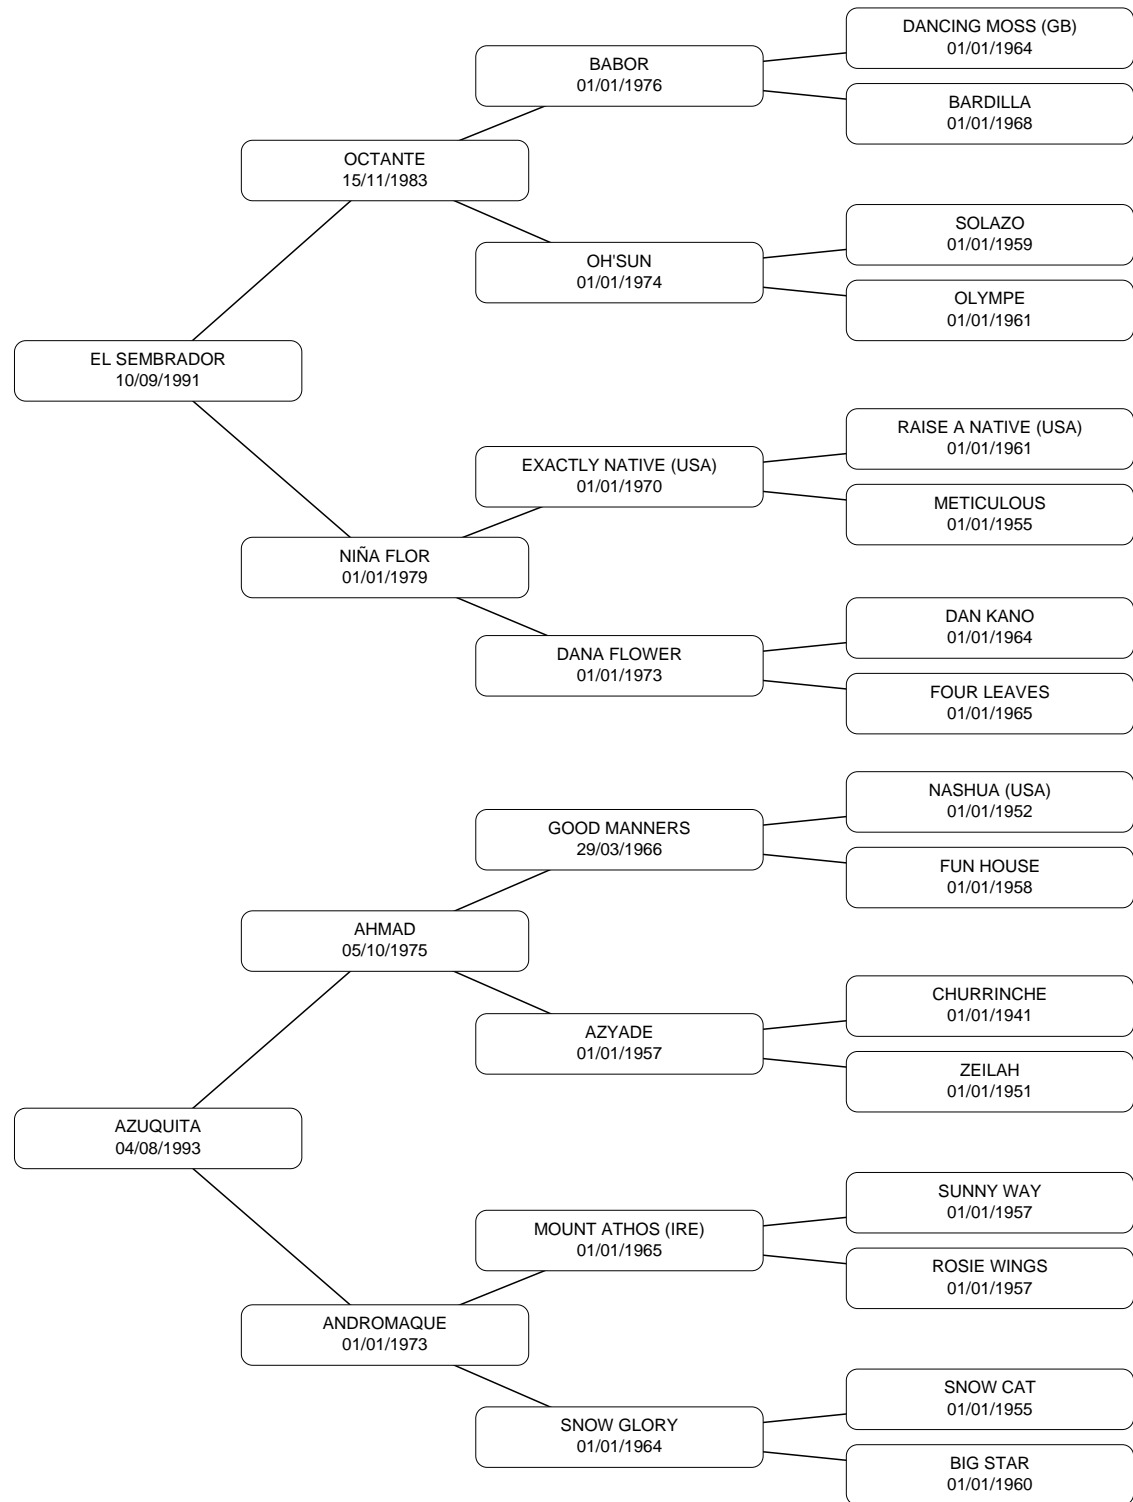 DANCING MOSS (GB)
01/01/1964
BABOR
01/01/1976
BARDILLA
01/01/1968
OCTANTE
15/11/1983
SOLAZO
01/01/1959
OH'SUN
01/01/1974
OLYMPE
01/01/1961
EL SEMBRADOR
10/09/1991
RAISE A NATIVE (USA)
01/01/1961
EXACTLY NATIVE (USA)
01/01/1970
METICULOUS
01/01/1955
NIÑA FLOR
01/01/1979
DAN KANO
01/01/1964
DANA FLOWER
01/01/1973
FOUR LEAVES
01/01/1965
NASHUA (USA)
01/01/1952
GOOD MANNERS
29/03/1966
FUN HOUSE
01/01/1958
AHMAD
05/10/1975
CHURRINCHE
01/01/1941
AZYADE
01/01/1957
ZEILAH
01/01/1951
AZUQUITA
04/08/1993
SUNNY WAY
01/01/1957
MOUNT ATHOS (IRE)
01/01/1965
ROSIE WINGS
01/01/1957
ANDROMAQUE
01/01/1973
SNOW CAT
01/01/1955
SNOW GLORY
01/01/1964
BIG STAR
01/01/1960